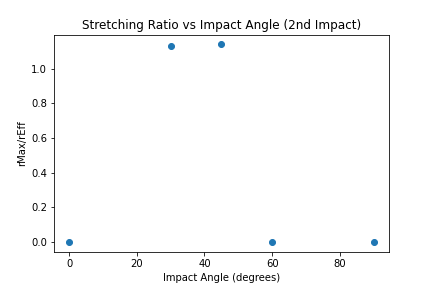 Stretching Ratio vs Impact Angle (2nd Impact)
1.0
0.8
0.6
0.4
0.2
0.0
rMax/rEff
0 20 40 60 80
Impact Angle (degrees)